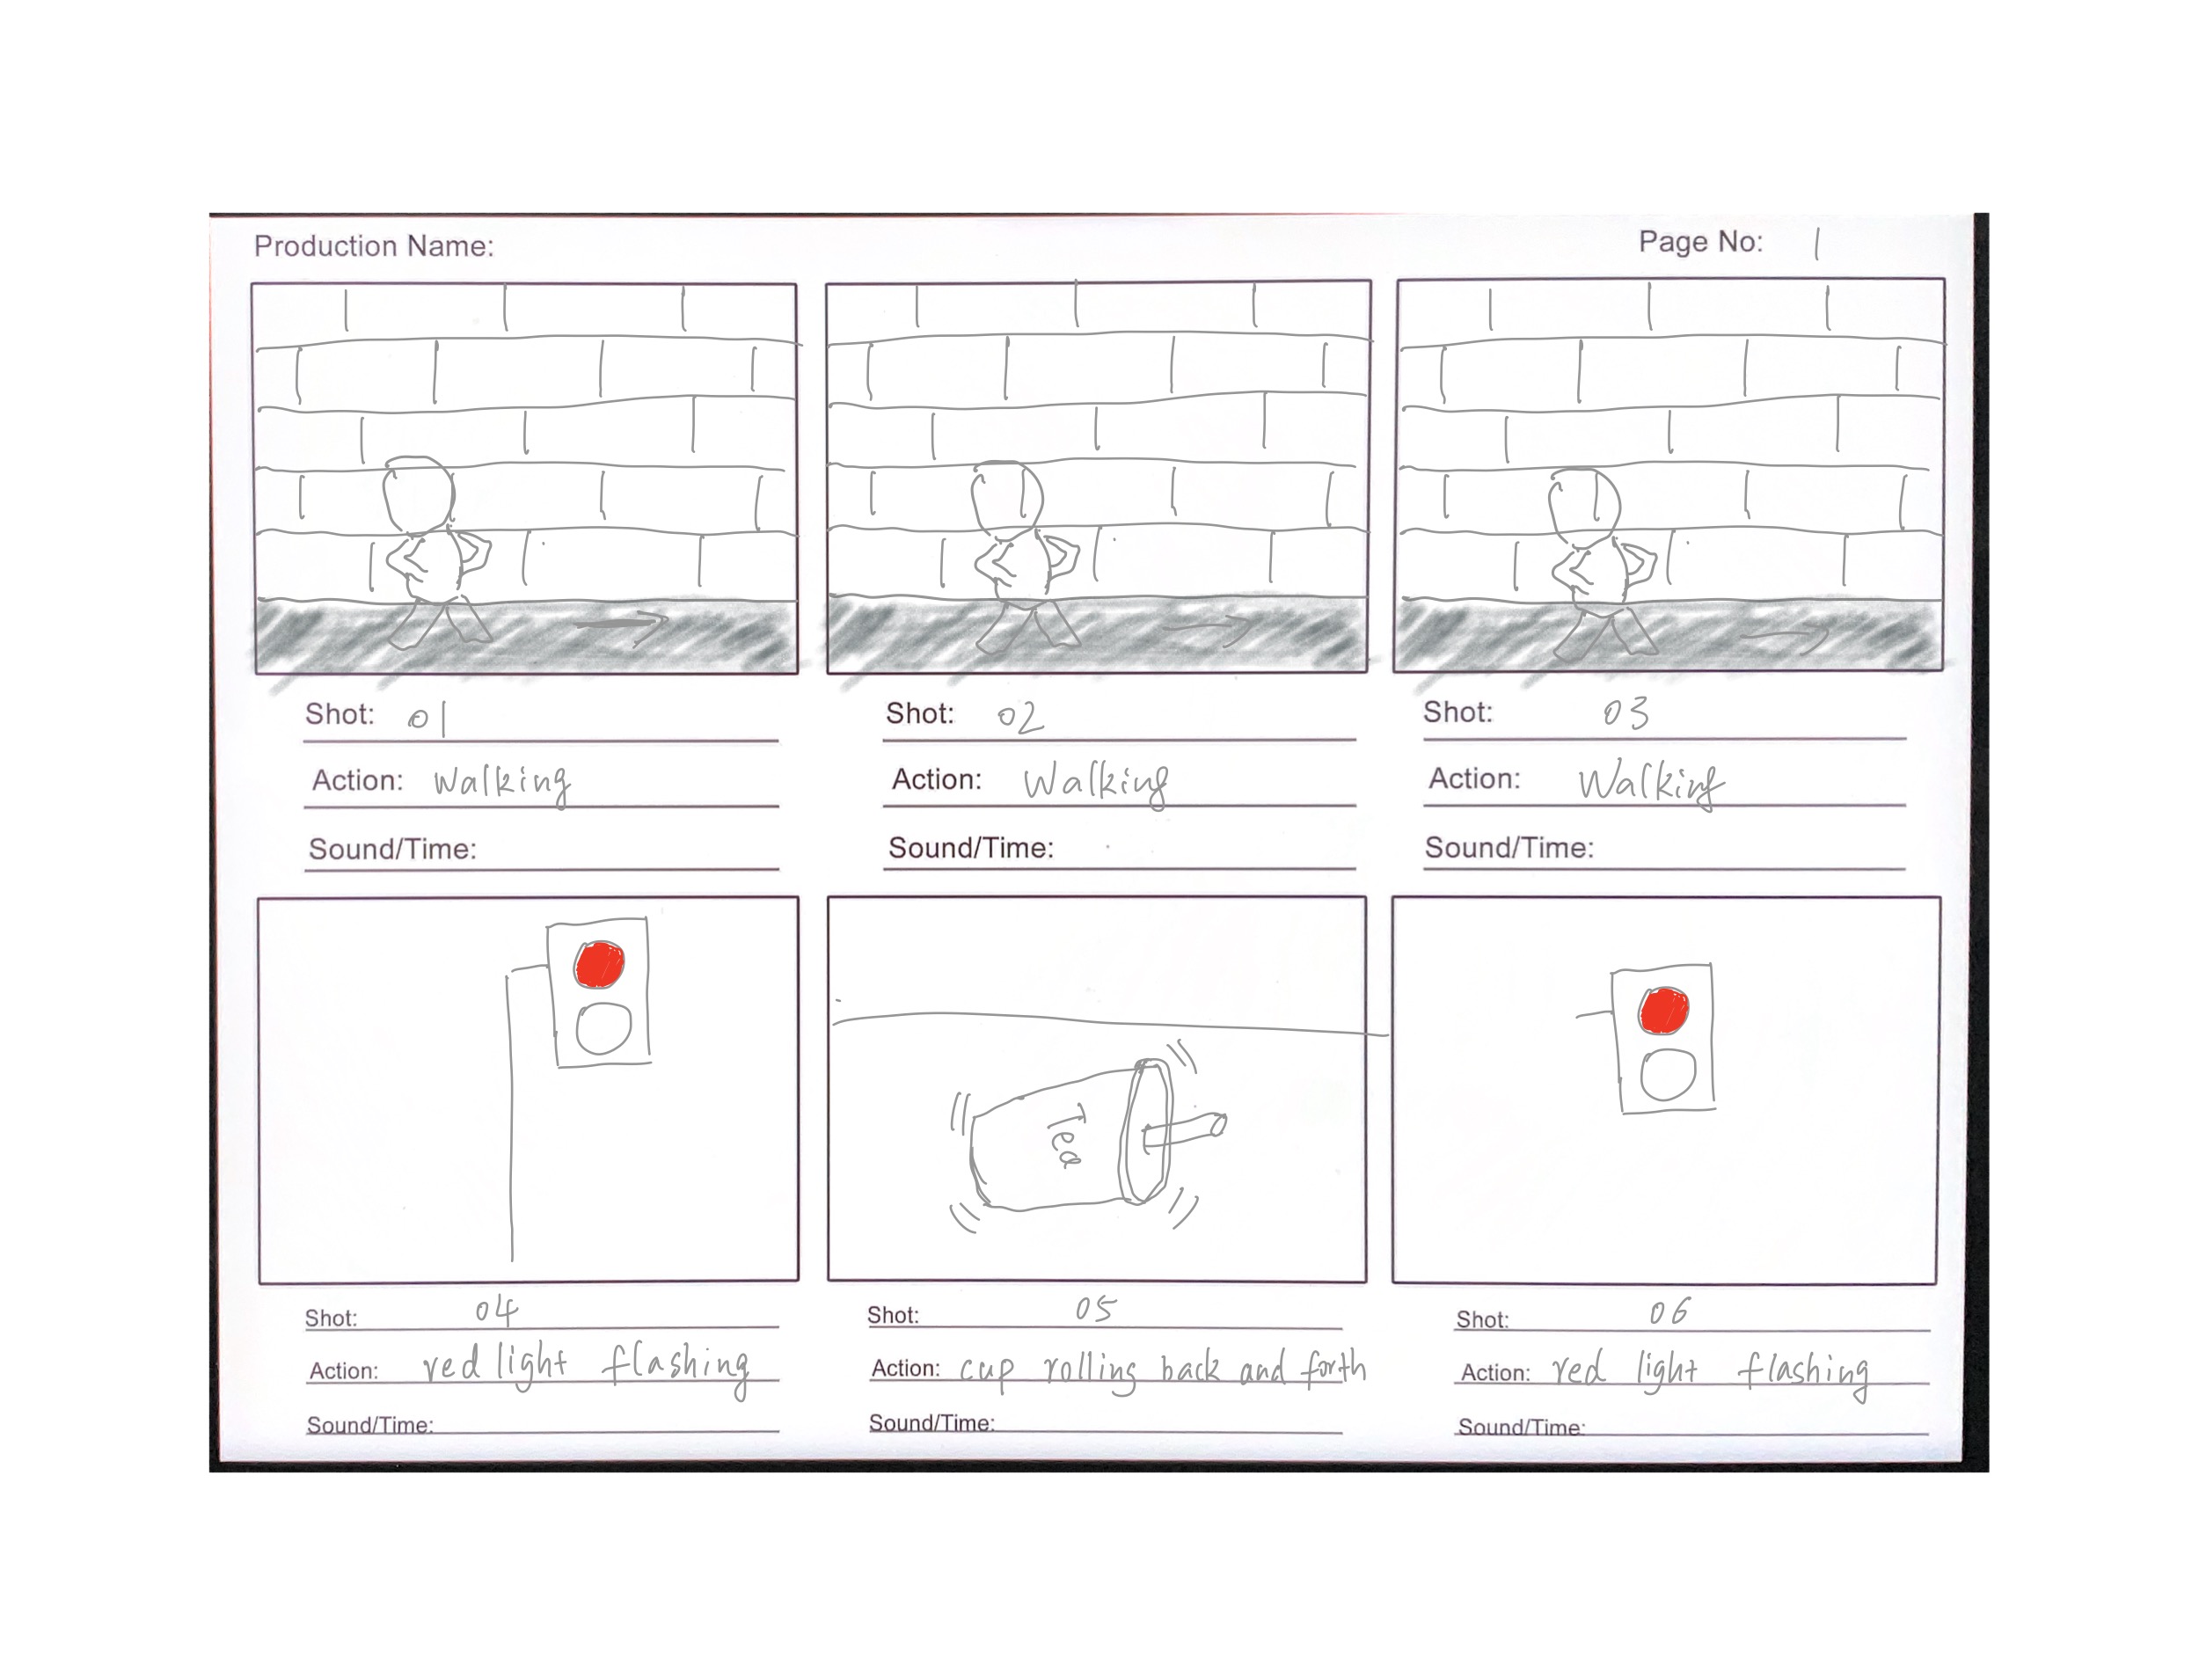 Production Name:
Page No: 1
Shot: 01
Action: Walking
Sound/Time:
Shot: 02
Action: Walking
Sound/Time:
Shot: 03
Action: Walking
Sound/Time:
Tea
Shot: 04
Action: red light flashing
Sound/Time:
Shot: 05
Action: cup rolling back and forth
Sound/Time:
Shot: 06
Action: red light flashing
Sound/Time: